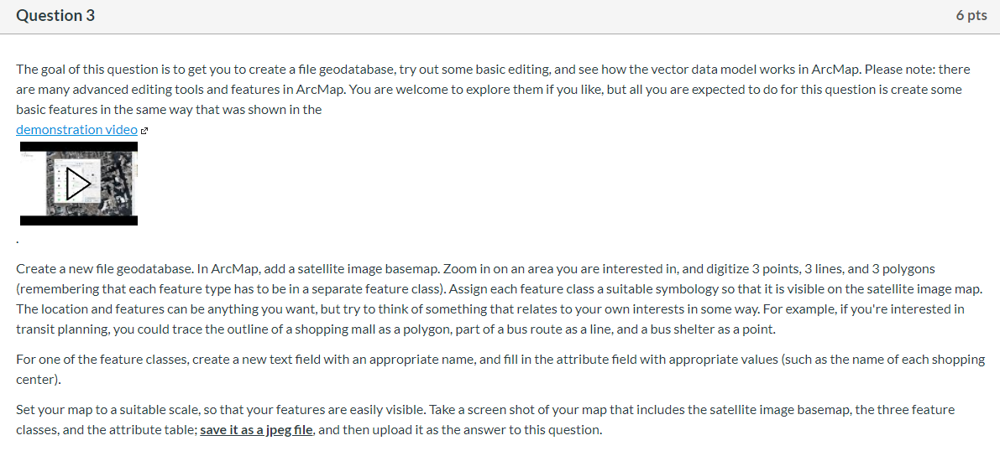 Question 3
6 pts
The goal of this question is to get you to create a file geodatabase, try out some basic editing, and see how the vector data model works in ArcMap. Please note: there
are many advanced editing tools and features in ArcMap. You are welcome to explore them if you like, but all you are expected to do for this question is create some
basic features in the same way that was shown in the
demonstration video
.
Create a new file geodatabase. In ArcMap, add a satellite image basemap. Zoom in on an area you are interested in, and digitize 3 points, 3 lines, and 3 polygons
(remembering that each feature type has to be in a separate feature class). Assign each feature class a suitable symbology so that it is visible on the satellite image map.
The location and features can be anything you want, but try to think of something that relates to your own interests in some way. For example, if you're interested in
transit planning, you could trace the outline of a shopping mall as a polygon, part of a bus route as a line, and a bus shelter as a point.
For one of the feature classes, create a new text field with an appropriate name, and fill in the attribute field with appropriate values (such as the name of each shopping
center).
Set your map to a suitable scale, so that your features are easily visible. Take a screen shot of your map that includes the satellite image basemap, the three feature
classes, and the attribute table; save it as a jpeg file, and then upload it as the answer to this question.